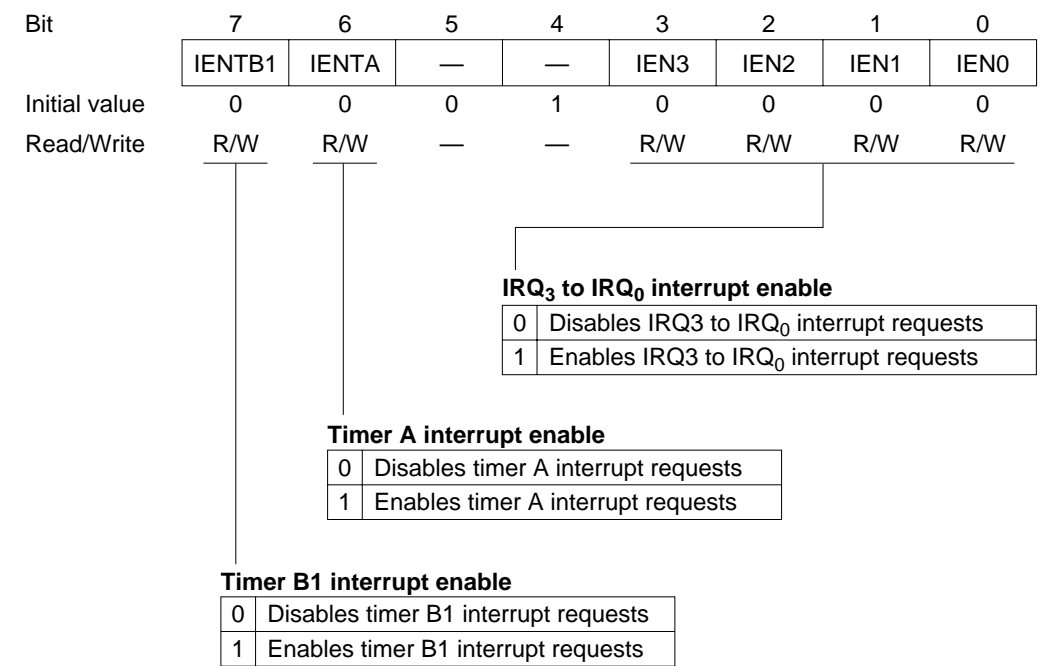 Bit 7 6 5 4 3 2 1 0
IENTB1 IENTA — — IEN3 IEN2 IEN1 IEN0
Initial value 0 0 0 1 0 0 0 0
Read/Write R/W R/W — — R/W R/W R/W R/W
IRQ3 to IRQ0 interrupt enable
0 Disables IRQ3 to IRQ0 interrupt requests
1 Enables IRQ3 to IRQ0 interrupt requests
Timer A interrupt enable
0 Disables timer A interrupt requests
1 Enables timer A interrupt requests
Timer B1 interrupt enable
0 Disables timer B1 interrupt requests
1 Enables timer B1 interrupt requests